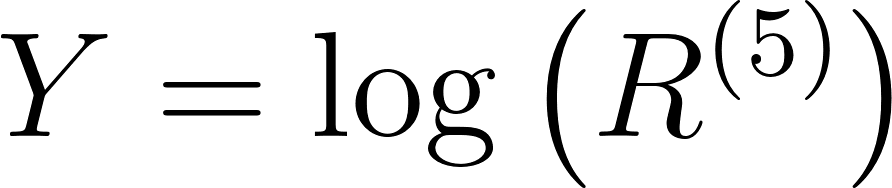 Y = log (R^{(5)})